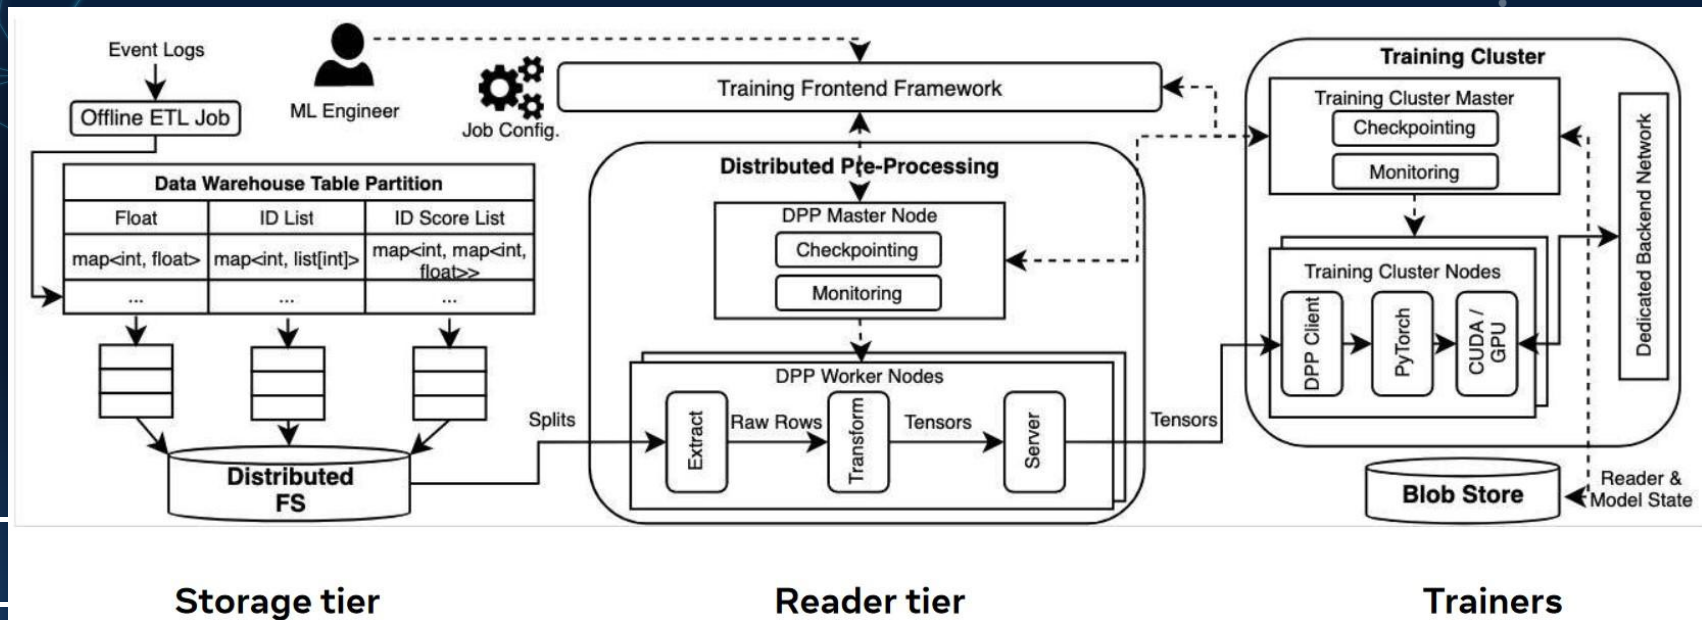 Event Logs
Offline ETL Job
ML Engineer
Job Config.
Training Frontend Framework
Data Warehouse Table Partition
Float
ID List
ID Score List
map<int, float>
map<int, list[int]>
map<int, map<int,
float>>
...
...
...
Distributed
FS
Splits
Distributed Pre-Processing
DPP Master Node
Checkpointing
Monitoring
DPP Worker Nodes
Extract
Raw Rows
Transform
Tensors
Server
Tensors
Training Cluster
Training Cluster Master
Checkpointing
Monitoring
Training Cluster Nodes
DPP Client
PyTorch
CUDA /
GPU
Dedicated Backend Network
Blob Store
Reader &
Model State
Storage tier
Reader tier
Trainers